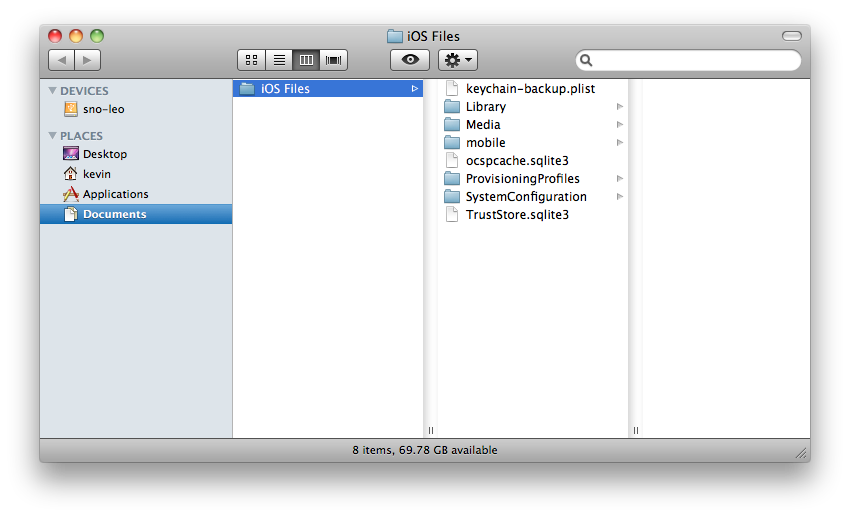 iOS Files
DEVICES
sno-leo
PLACES
Desktop
kevin
Applications
Documents
iOS Files
keychain-backup.plist
Library
Media
mobile
ocspcache.sqlite3
ProvisioningProfiles
SystemConfiguration
TrustStore.sqlite3
8 items, 69.78 GB available